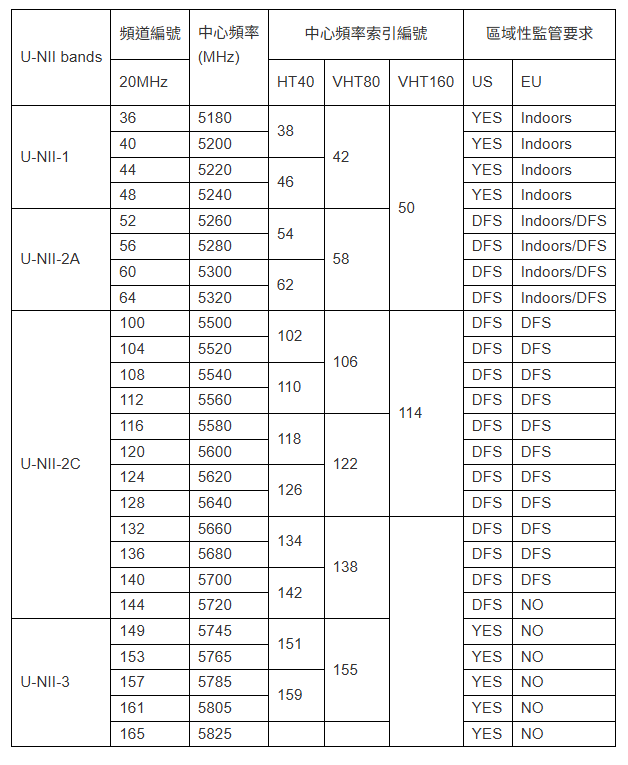 U-NII bands 頻道編號 中心頻率 中心頻率索引編號 區域性監管要求
(MHz)
20MHz HT40 VHT80 VHT160 US EU
U-NII-1 36 5180 38 42 50 YES Indoors
40 5200 YES Indoors
44 5220 46 YES Indoors
48 5240 YES Indoors
U-NII-2A 52 5260 54 58 DFS Indoors/DFS
56 5280 DFS Indoors/DFS
60 5300 62 DFS Indoors/DFS
64 5320 DFS Indoors/DFS
U-NII-2C 100 5500 102 106 114 DFS DFS
104 5520 DFS DFS
108 5540 110 DFS DFS
112 5560 DFS DFS
116 5580 118 122 DFS DFS
120 5600 DFS DFS
124 5620 126 DFS DFS
128 5640 DFS DFS
132 5660 134 138 DFS DFS
136 5680 DFS DFS
140 5700 142 DFS DFS
144 5720 DFS NO
U-NII-3 149 5745 151 155 YES NO
153 5765 YES NO
157 5785 159 YES NO
161 5805 YES NO
165 5825 YES NO